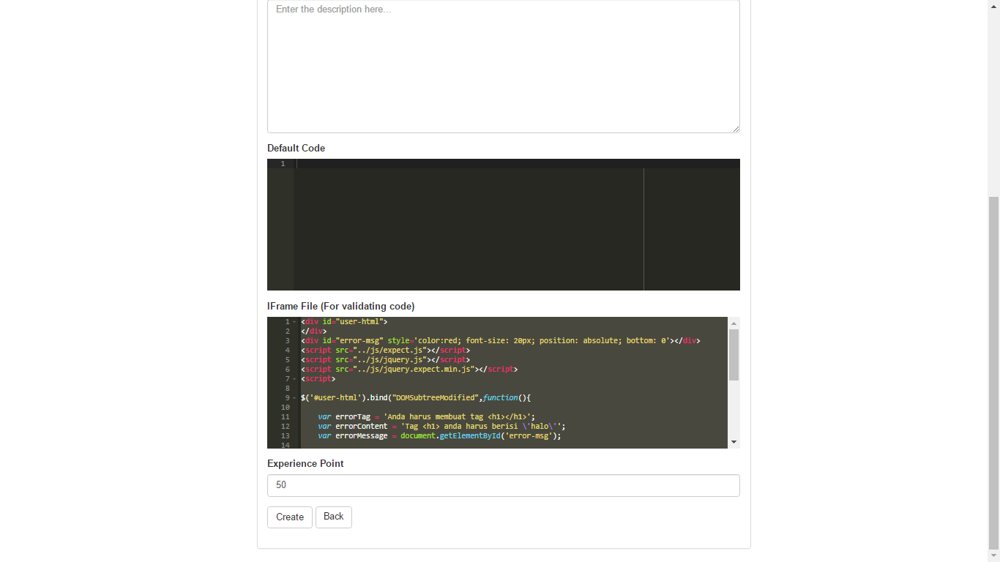 Enter the description here...
Default Code
1
IFrame File (For validating code)
1 <div id="user-html">
2 </div>
3 <div id="error-msg" style='color:red; font-size: 20px; position: absolute; bottom: 0'></div>
4 <script src="../js/expect.js"></script>
5 <script src="../js/jquery.js"></script>
6 <script src="../js/jquery.expect.min.js"></script>
7 <script>
8
9 $('#user-html').bind("DOMSubtreeModified",function(){
10
11 var errorTag = 'Anda harus membuat tag <h1></h1>';
12 var errorContent = 'Tag <h1> anda harus berisi \'halo\'';
13 var errorMessage = document.getElementById('error-msg');
14
Experience Point
50
Create Back